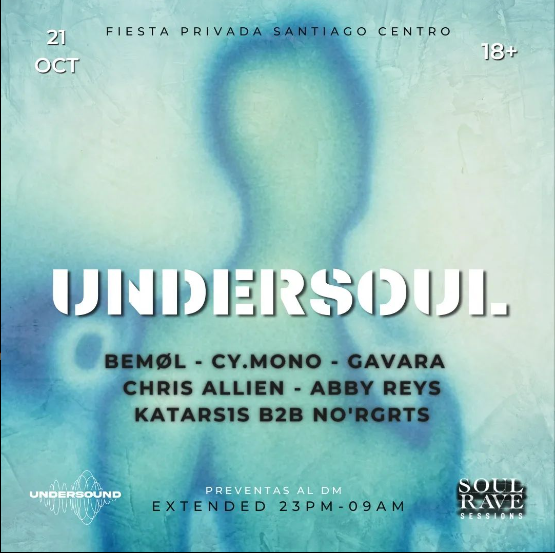 21
OCT
FIESTA PRIVADA SANTIAGO CENTRO
18+
UNDERSOUL
BEMØL - CY.MONO - GAVARA
CHRIS ALLIEN - ABBY REYS
KATARS1S B2B NO'RGRTS
PREVENTAS AL DM
EXTENDED 23PM-09AM
UNDERSOUND
SOUL
RAVE
SESSIONS